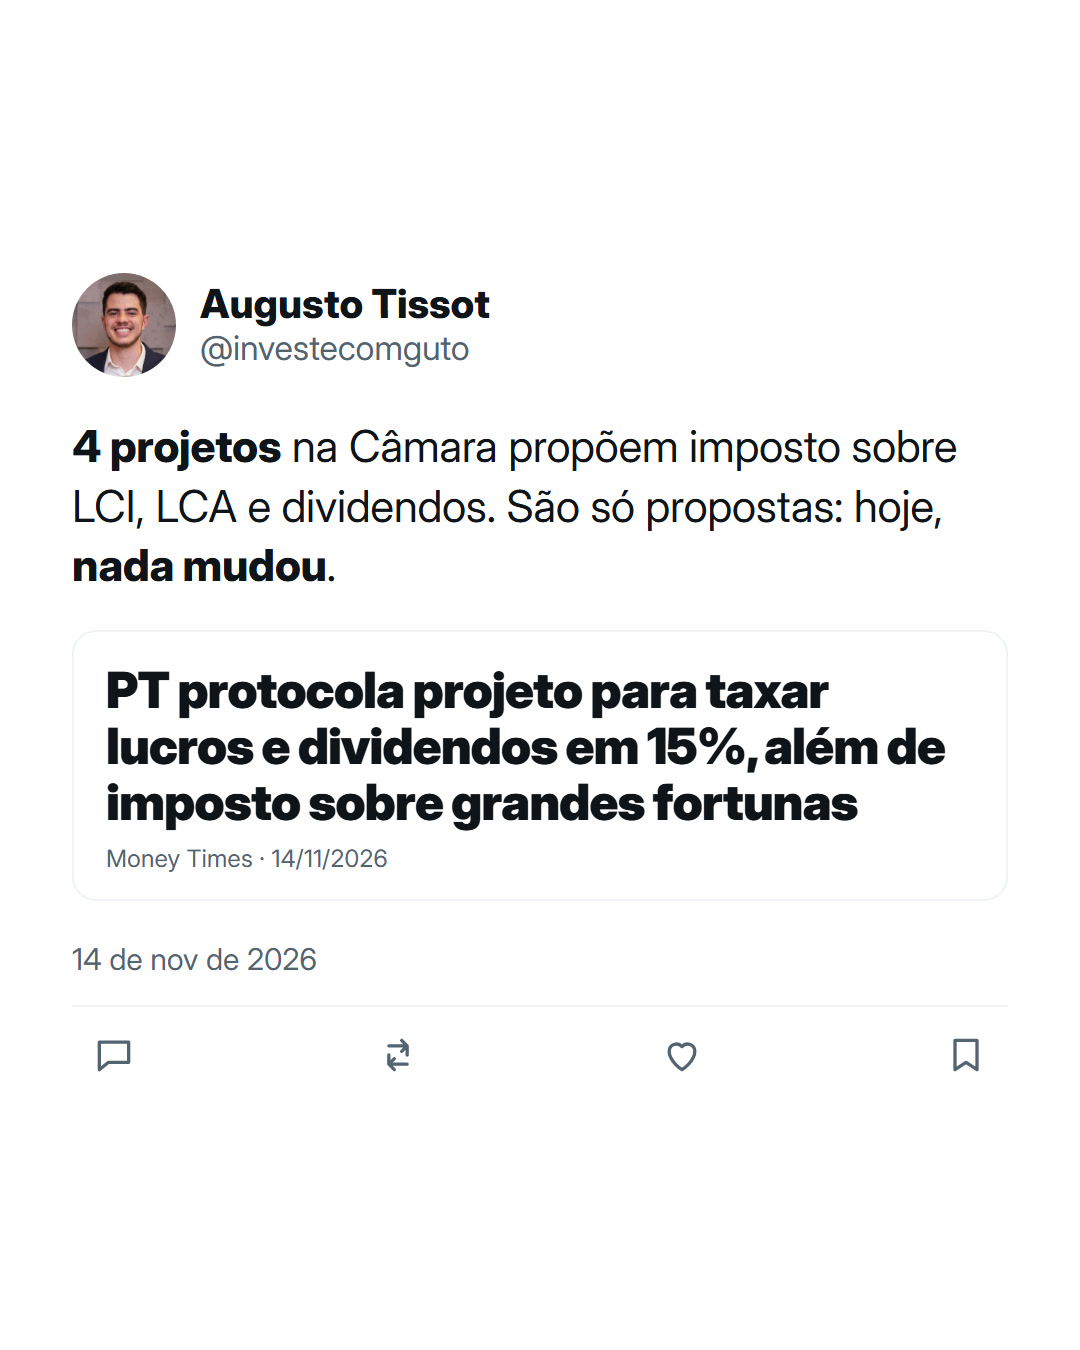 Augusto Tissot
@investecomguto
4 projetos na Câmara propõem imposto sobre
LCI, LCA e dividendos. São só propostas: hoje,
nada mudou.
PT protocola projeto para taxar
lucros e dividendos em 15%, além de
imposto sobre grandes fortunas
Money Times · 14/11/2026
14 de nov de 2026